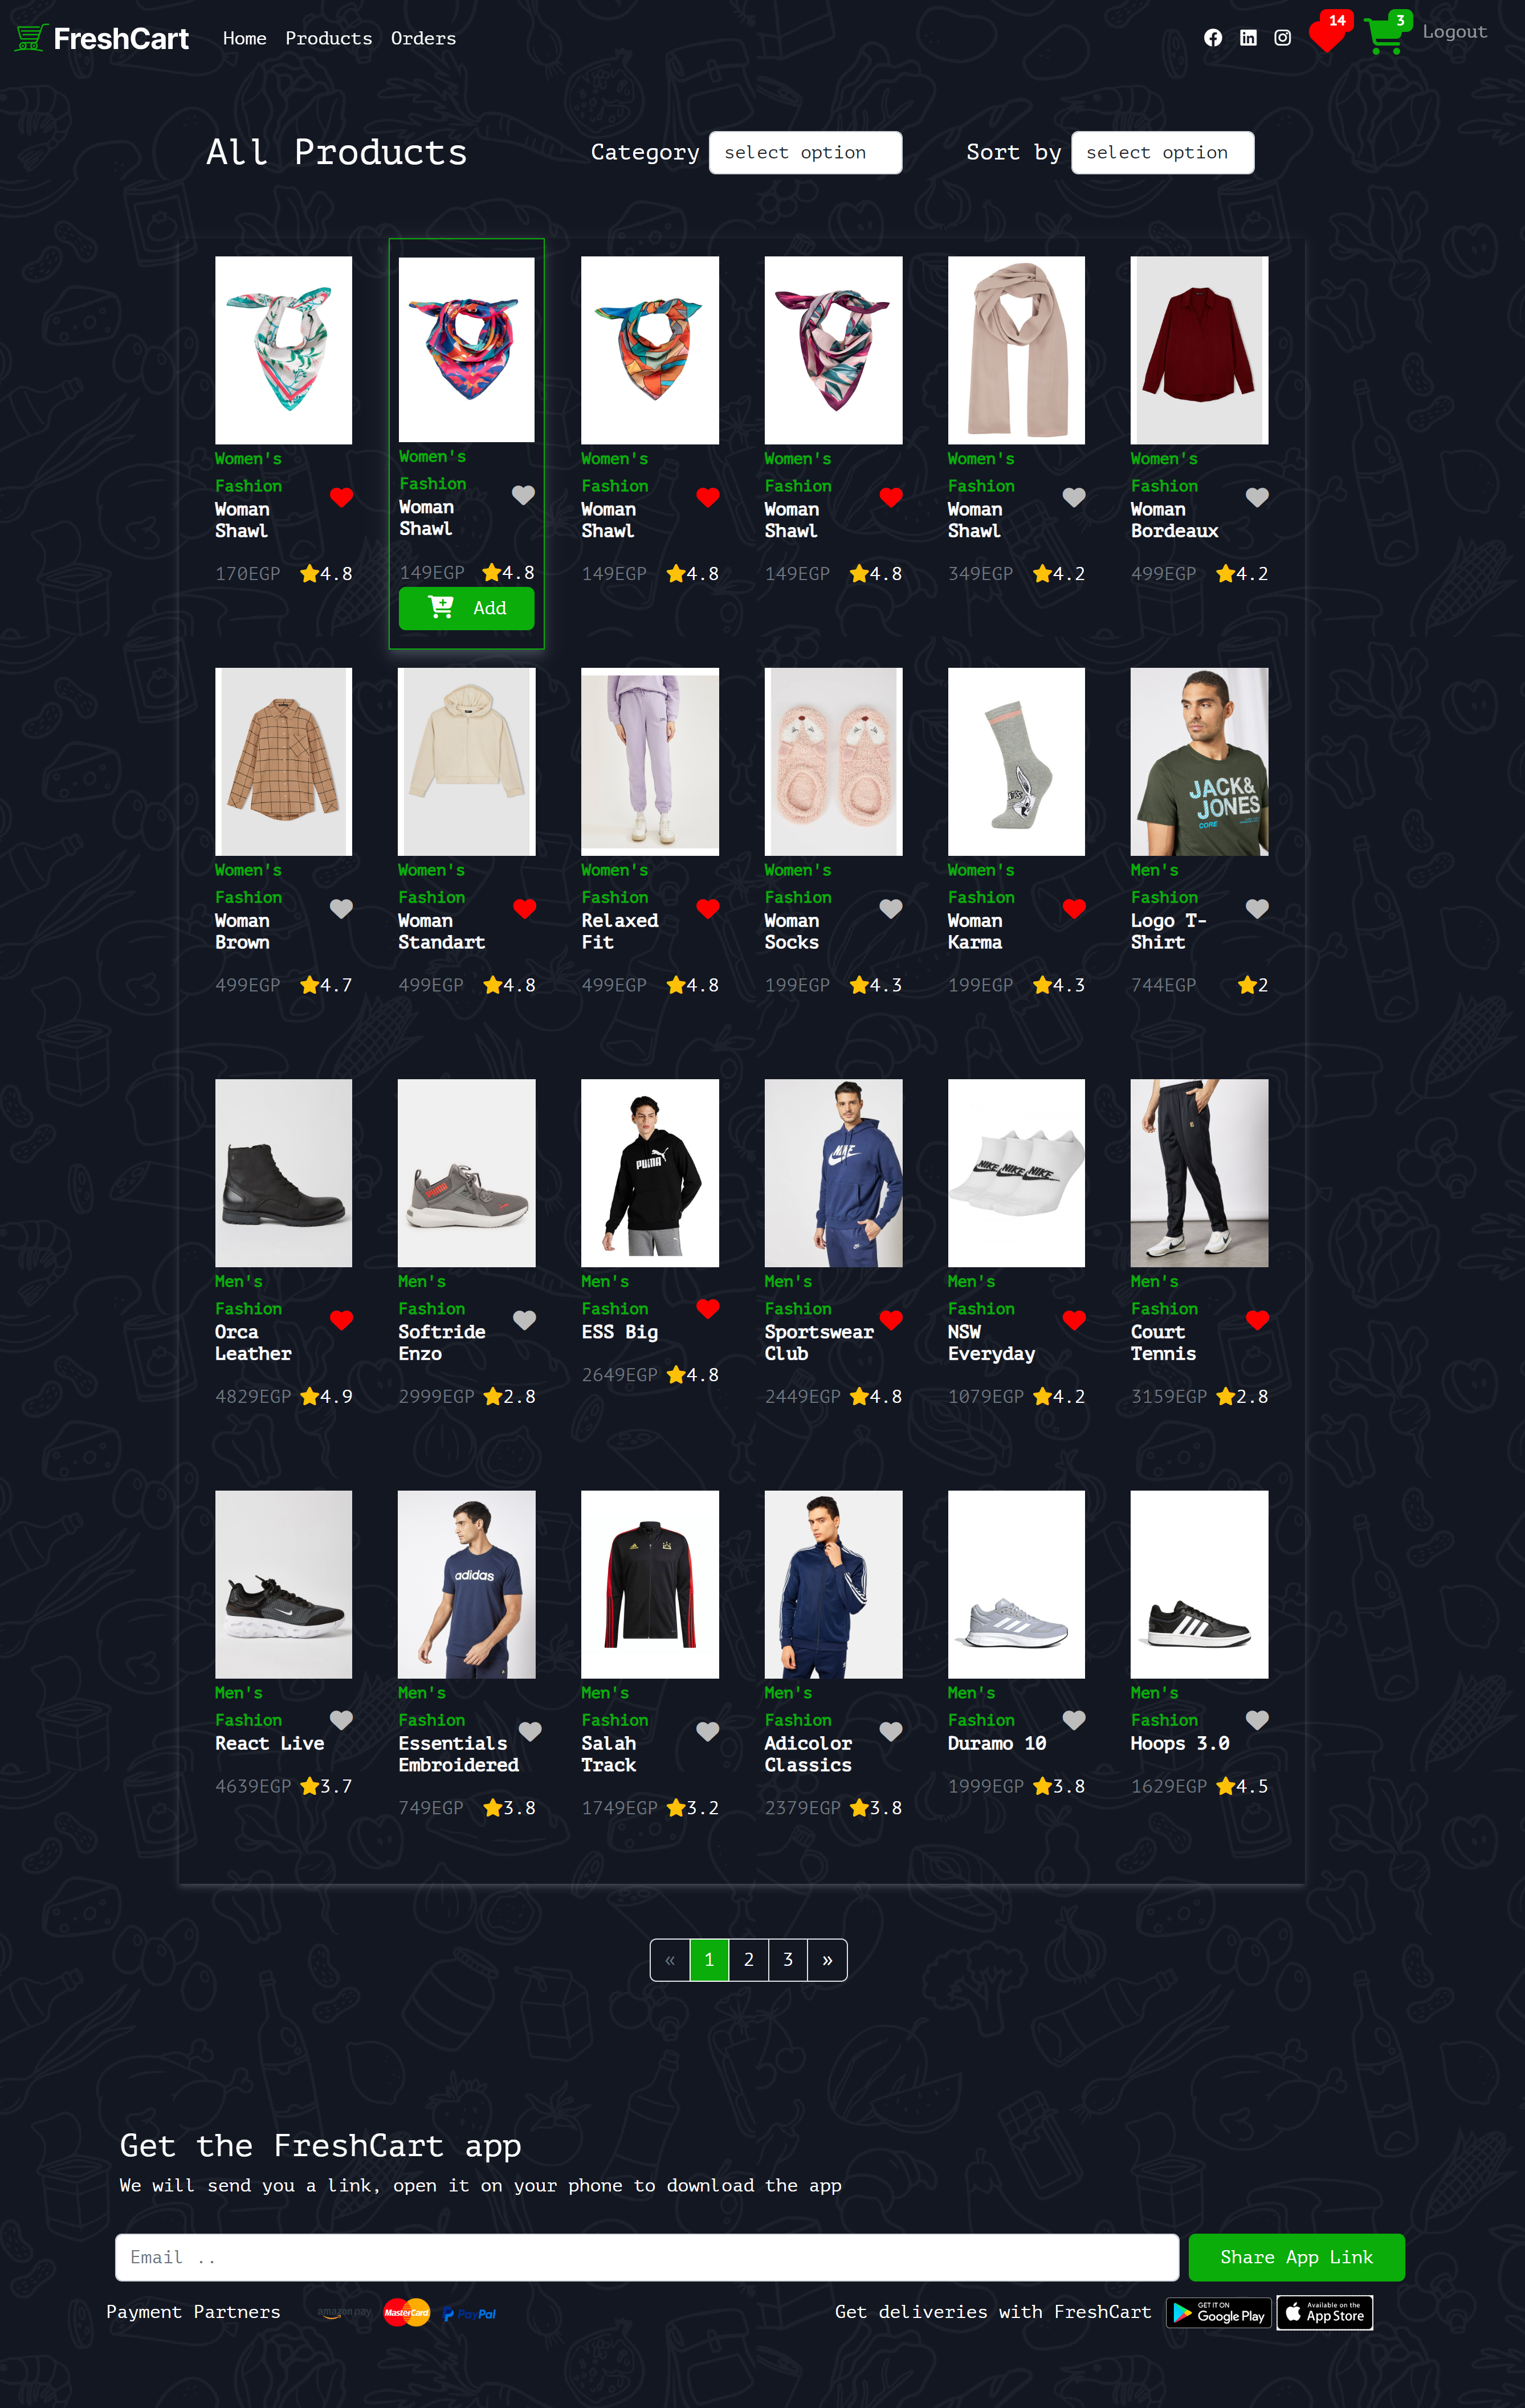 FreshCart
Home Products Orders
14
3
Logout
All Products
Category select option
Sort by select option
Women's
Fashion
Woman
Shawl
170EGP 4.8
Women's
Fashion
Woman
Shawl
149EGP 4.8
Add
Women's
Fashion
Woman
Shawl
149EGP 4.8
Women's
Fashion
Woman
Shawl
149EGP 4.8
Women's
Fashion
Woman
Shawl
349EGP 4.2
Women's
Fashion
Woman
Bordeaux
499EGP 4.2
JACK&
JONES
CORE
Women's
Fashion
Woman
Brown
499EGP 4.7
Women's
Fashion
Woman
Standart
499EGP 4.8
Women's
Fashion
Relaxed
Fit
499EGP 4.8
Women's
Fashion
Woman
Socks
199EGP 4.3
Women's
Fashion
Woman
Karma
199EGP 4.3
Men's
Fashion
Logo T-
Shirt
744EGP 2
PUMA
PUMA
NIKE
NIKE NIKE NIKE
Men's
Fashion
Orca
Leather
4829EGP 4.9
Men's
Fashion
Softride
Enzo
2999EGP 2.8
Men's
Fashion
ESS Big
2649EGP 4.8
Men's
Fashion
Sportswear
Club
2449EGP 4.8
Men's
Fashion
NSW
Everyday
1079EGP 4.2
Men's
Fashion
Court
Tennis
3159EGP 2.8
adidas
Men's
Fashion
React Live
4639EGP 3.7
Men's
Fashion
Essentials
Embroidered
749EGP 3.8
Men's
Fashion
Salah
Track
1749EGP 3.2
Men's
Fashion
Adicolor
Classics
2379EGP 3.8
Men's
Fashion
Duramo 10
1999EGP 3.8
Men's
Fashion
Hoops 3.0
1629EGP 4.5
« 1 2 3 »
Get the FreshCart app
We will send you a link, open it on your phone to download the app
Email ..
Share App Link
Payment Partners
amazon pay
MasterCard
PayPal
Get deliveries with FreshCart
GET IT ON
Google Play
Available on the
App Store